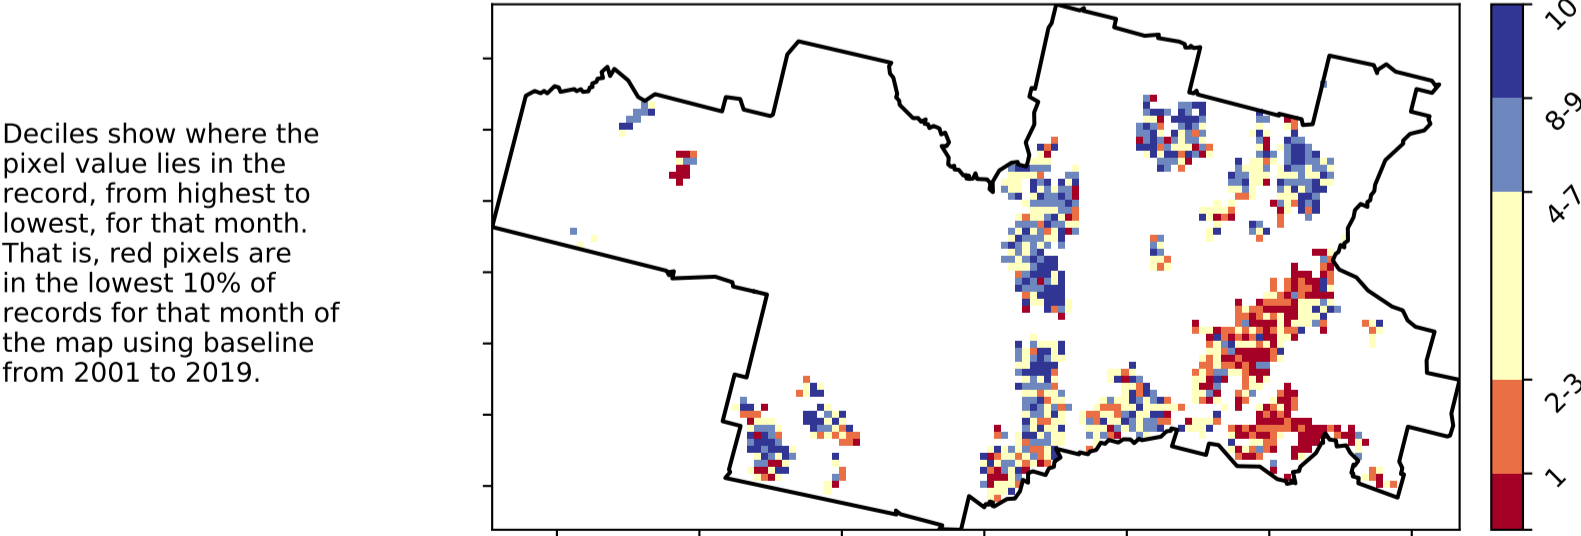 Deciles show where the
pixel value lies in the
record, from highest to
lowest, for that month.
That is, red pixels are
in the lowest 10% of
records for that month of
the map using baseline
from 2001 to 2019.
10
8-9
4-7
2-3
1